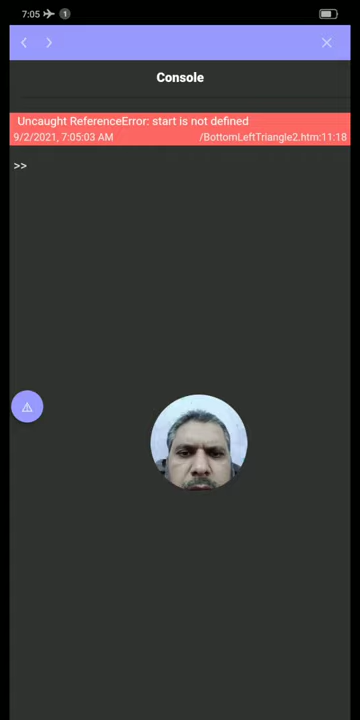 7:05 1
Console
Uncaught ReferenceError: start is not defined
9/2/2021, 7:05:03 AM /BottomLeftTriangle2.htm:11:18
>>